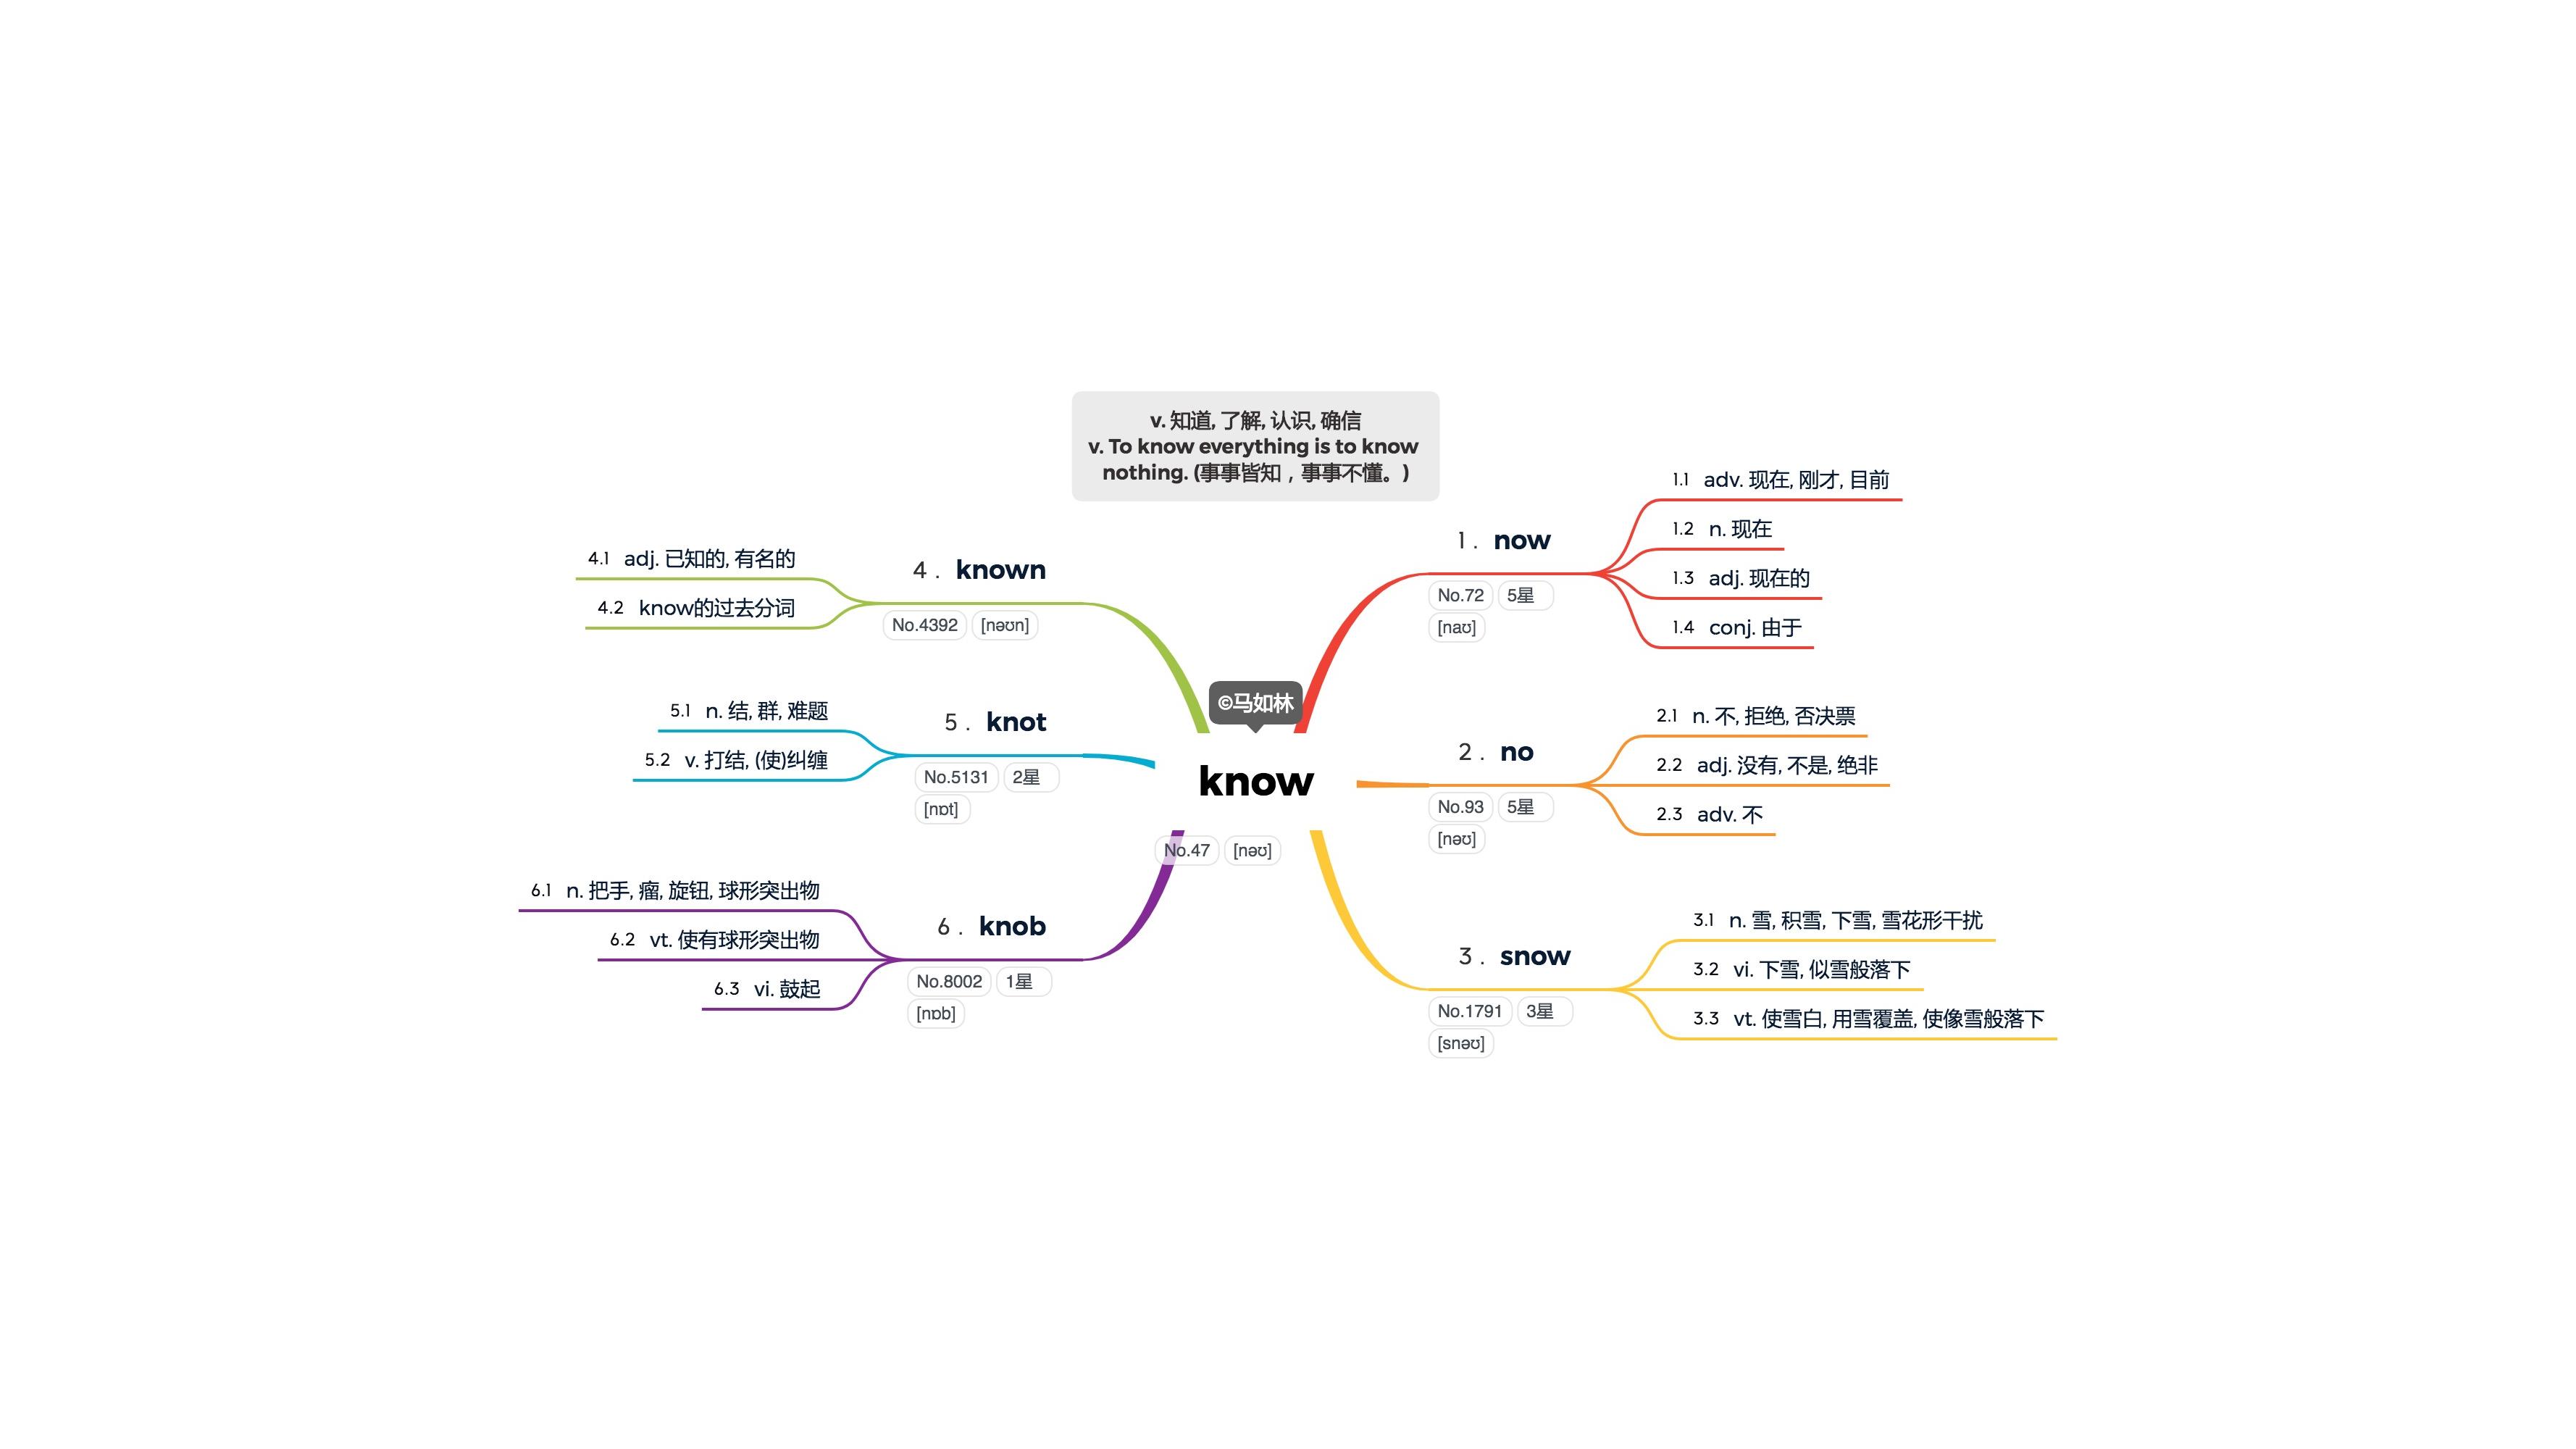 v. 知道, 了解, 认识, 确信
v. To know everything is to know
nothing. (事事皆知，事事不懂。)
©马如林
know
No.47 [nəʊ]
1. now
No.72 5星
[naʊ]
1.1 adv. 现在, 刚才, 目前
1.2 n. 现在
1.3 adj. 现在的
1.4 conj. 由于
2. no
No.93 5星
[nəʊ]
2.1 n. 不, 拒绝, 否决票
2.2 adj. 没有, 不是, 绝非
2.3 adv. 不
3. snow
No.1791 3星
[snəʊ]
3.1 n. 雪, 积雪, 下雪, 雪花形干扰
3.2 vi. 下雪, 似雪般落下
3.3 vt. 使雪白, 用雪覆盖, 使像雪般落下
4. known
No.4392 [nəʊn]
4.1 adj. 已知的, 有名的
4.2 know的过去分词
5. knot
No.5131 2星
[nɒt]
5.1 n. 结, 群, 难题
5.2 v. 打结, (使)纠缠
6. knob
No.8002 1星
[nɒb]
6.1 n. 把手, 瘤, 旋钮, 球形突出物
6.2 vt. 使有球形突出物
6.3 vi. 鼓起